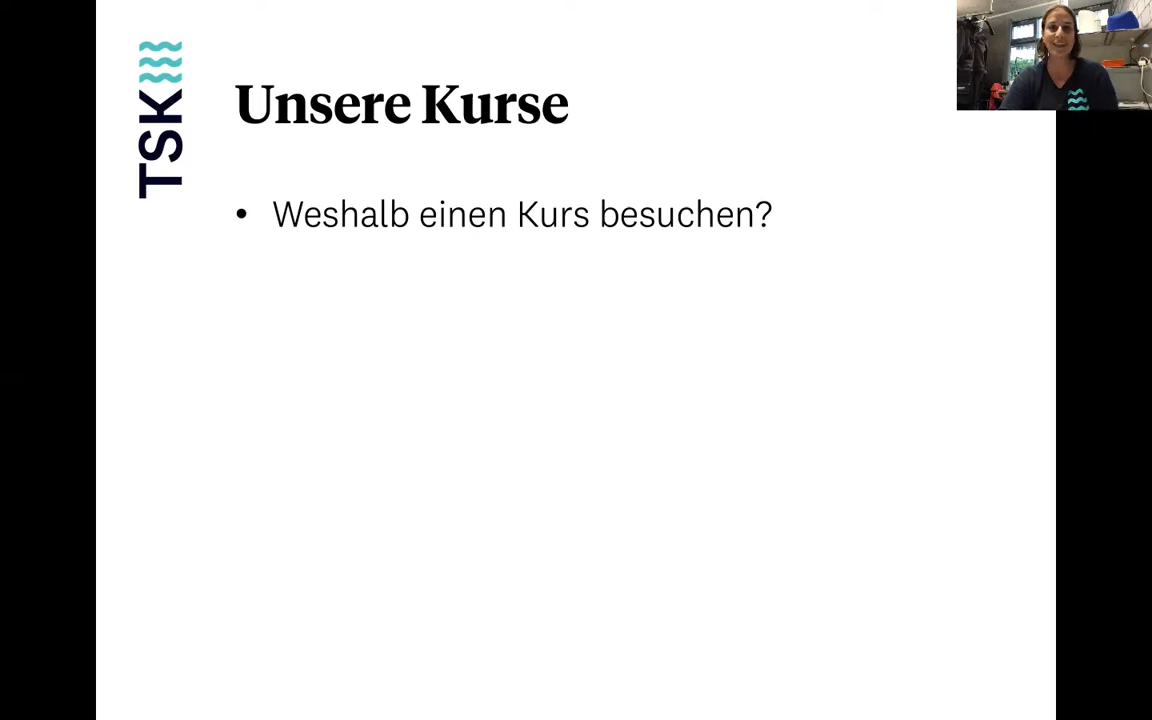 TSK
Unsere Kurse
• Weshalb einen Kurs besuchen?